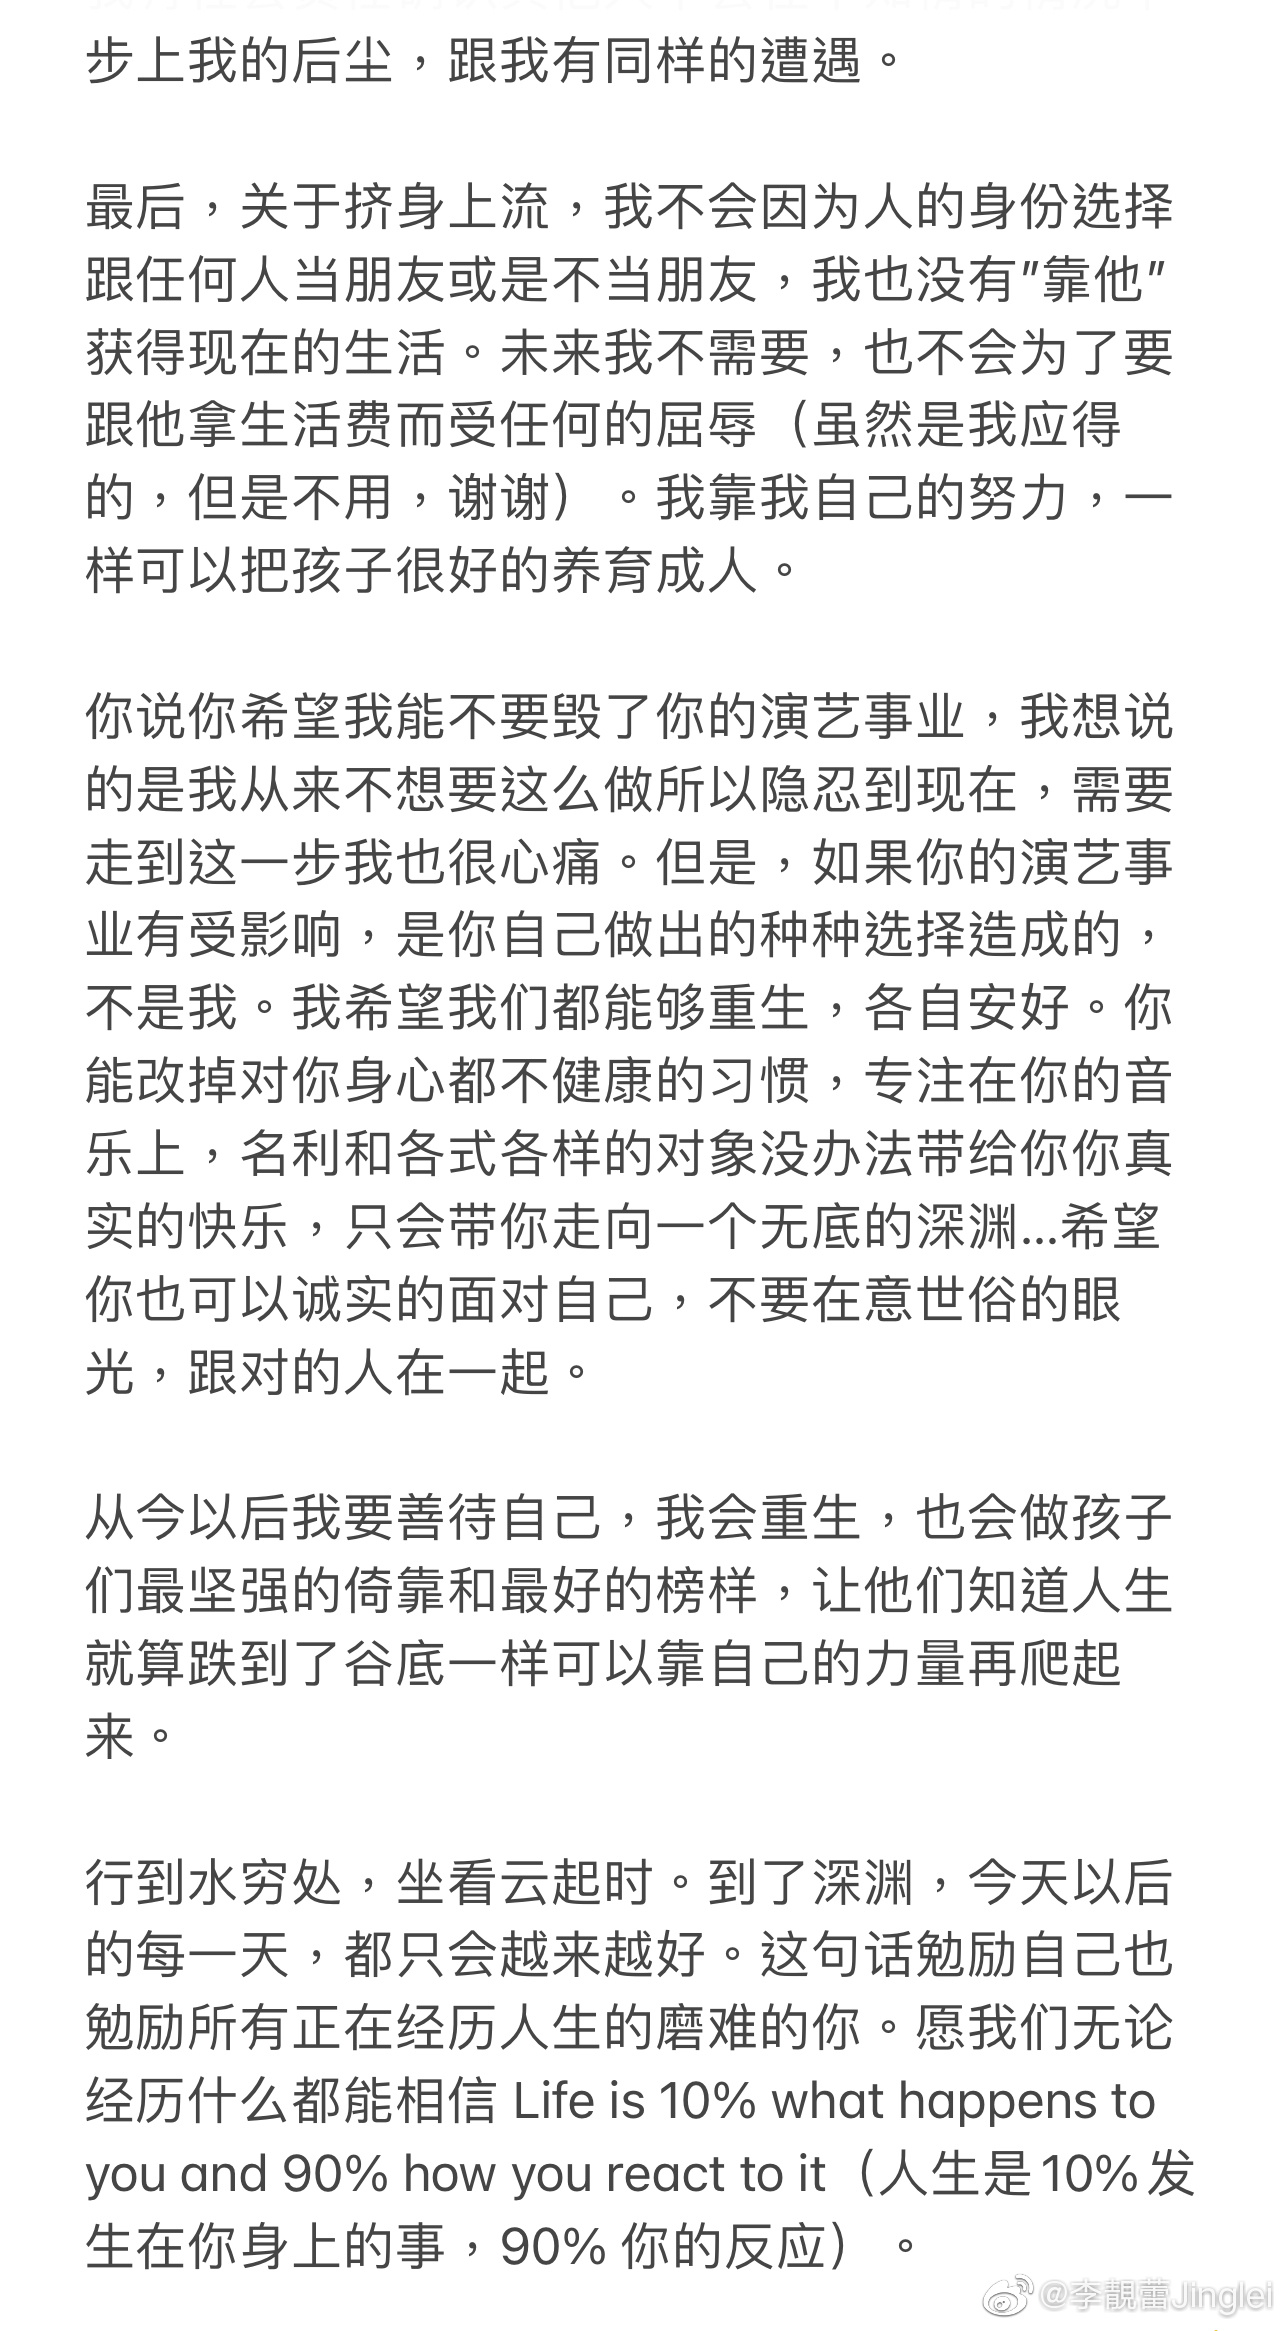 步上我的后尘，跟我有同样的遭遇。
最后，关于挤身上流，我不会因为人的身份选择
跟任何人当朋友或是不当朋友，我也没有"靠他"
获得现在的生活。未来我不需要，也不会为了要
跟他拿生活费而受任何的屈辱（虽然是我应得
的，但是不用，谢谢）。我靠我自己的努力，一
样可以把孩子很好的养育成人。
你说你希望我能不要毁了你的演艺事业，我想说
的是我从来不想要这么做所以隐忍到现在，需要
走到这一步我也很心痛。但是，如果你的演艺事
业有受影响，是你自己做出的种种选择造成的，
不是我。我希望我们都能够重生，各自安好。你
能改掉对你身心都不健康的习惯，专注在你的音
乐上，名利和各式各样的对象没办法带给你你真
实的快乐，只会带你走向一个无底的深渊...希望
你也可以诚实的面对自己，不要在意世俗的眼
光，跟对的人在一起。
从今以后我要善待自己，我会重生，也会做孩子
们最坚强的倚靠和最好的榜样，让他们知道人生
就算跌到了谷底一样可以靠自己的力量再爬起
来。
行到水穷处，坐看云起时。到了深渊，今天以后
的每一天，都只会越来越好。这句话勉励自己也
勉励所有正在经历人生的磨难的你。愿我们无论
经历什么都能相信 Life is 10% what happens to
you and 90% how you react to it（人生是10%发
生在你身上的事，90% 你的反应）。
@李靓蕾Jinglei